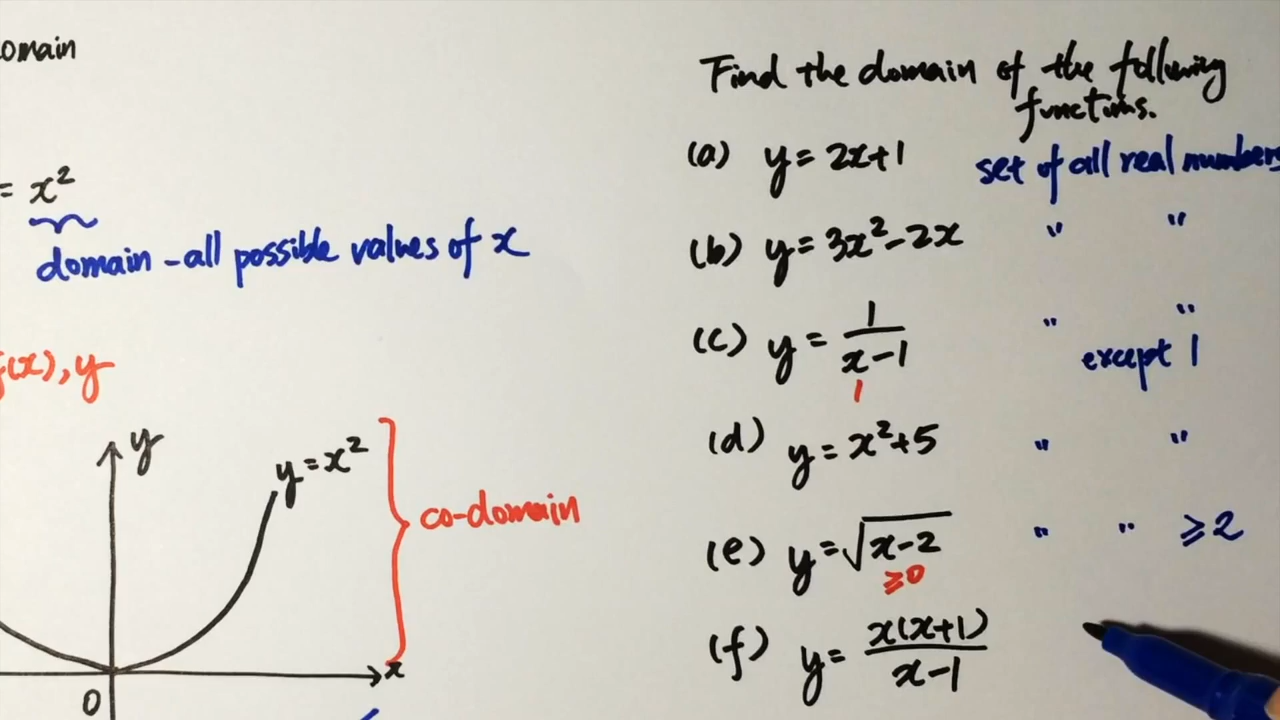 omain
= x²
domain - all possible values of x
(x), y
y
y = x²
co-domain
x
0
Find the domain of the following
functions.
(a) y = 2x+1 set of all real numbers
(b) y = 3x²-2x " "
(c) y = 1/(x-1) " "
except 1
1
(d) y = x²+5 " "
(e) y = √(x-2) " " ≥2
≥0
(f) y = x(x+1)/(x-1)